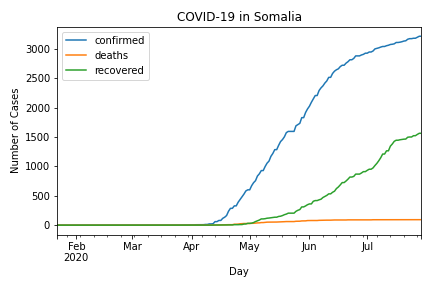 COVID-19 in Somalia
confirmed
deaths
recovered
Number of Cases
3000
2500
2000
1500
1000
500
0
Feb Mar Apr May Jun Jul
2020
Day